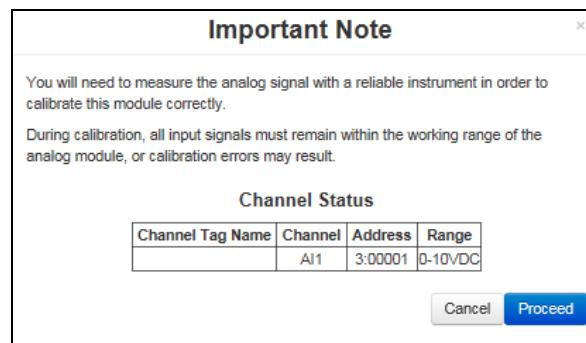 Important Note
×
You will need to measure the analog signal with a reliable instrument in order to
calibrate this module correctly.
During calibration, all input signals must remain within the working range of the
analog module, or calibration errors may result.
Channel Status
Channel Tag Name Channel Address Range
AI1 3:00001 0-10VDC
Cancel Proceed